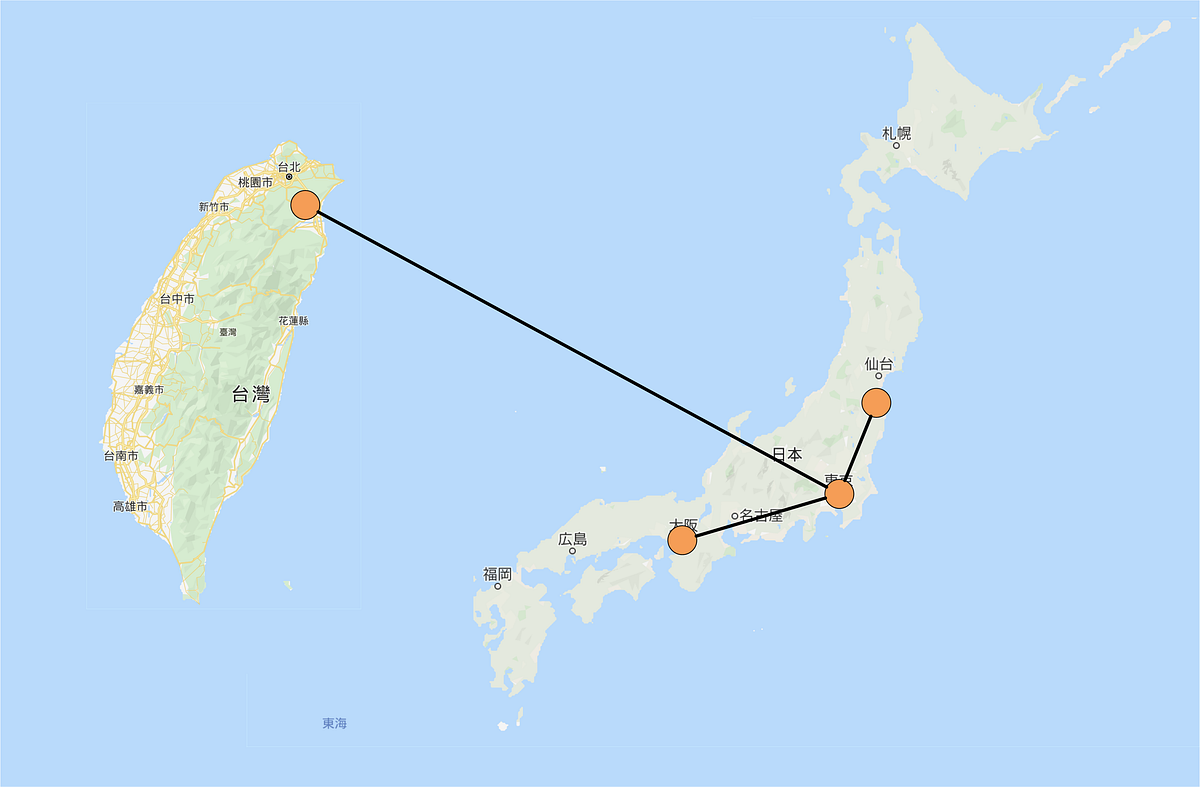 台北
桃園市
新竹市
台中市
花蓮縣
臺灣
嘉義市
台灣
台南市
高雄市
東海
札幌
仙台
日本
東京
名古屋
大阪
広島
福岡